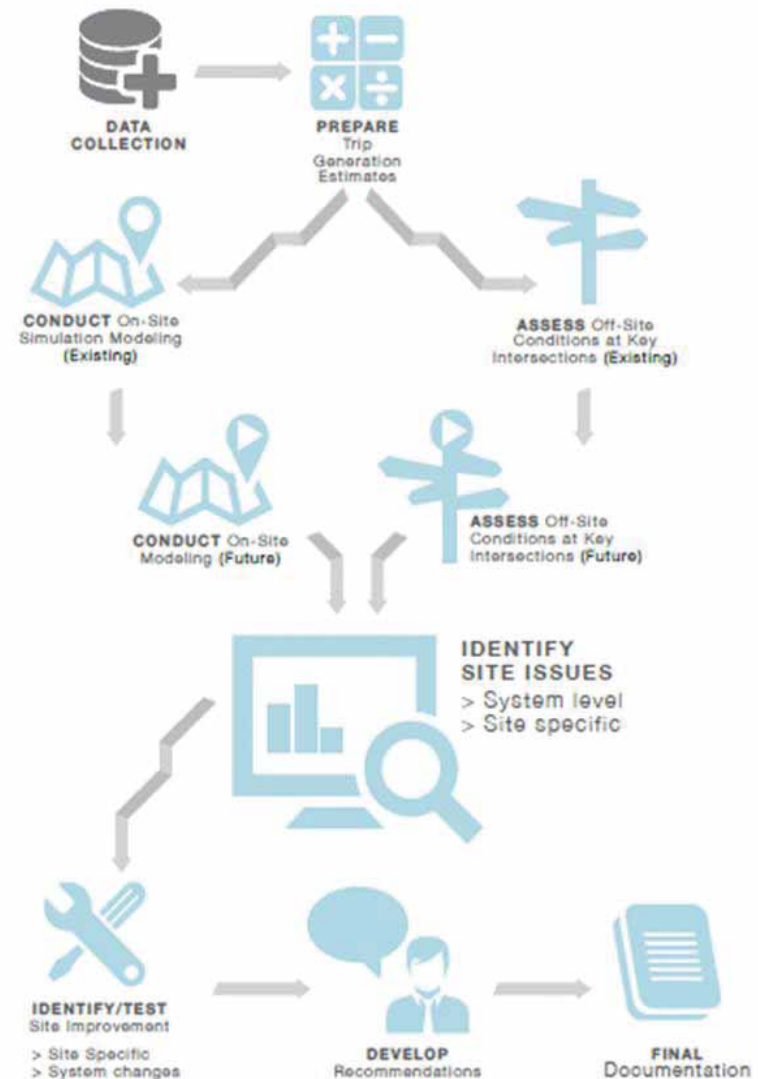 DATA
COLLECTION
PREPARE
Trip
Generation
Estimates
CONDUCT On-Site
Simulation Modeling
(Existing)
ASSESS Off-Site
Conditions at Key
Intersections (Existing)
CONDUCT On-Site
Modeling (Future)
ASSESS Off-Site
Conditions at Key
Intersections (Future)
IDENTIFY
SITE ISSUES
> System level
> Site specific
IDENTIFY/TEST
Site Improvement
> Site Specific
> System changes
DEVELOP
Recommendations
FINAL
Documentation